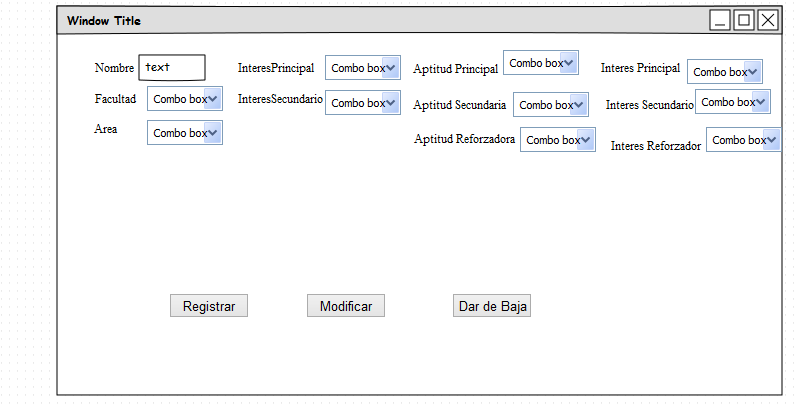 Window Title
Nombre text InteresPrincipal Combo box Aptitud Principal Combo box Interes Principal Combo box
Facultad Combo box InteresSecundario Combo box Aptitud Secundaria Combo box Interes Secundario Combo box
Area Combo box Aptitud Reforzadora Combo box Interes Reforzador Combo box
Registrar Modificar Dar de Baja